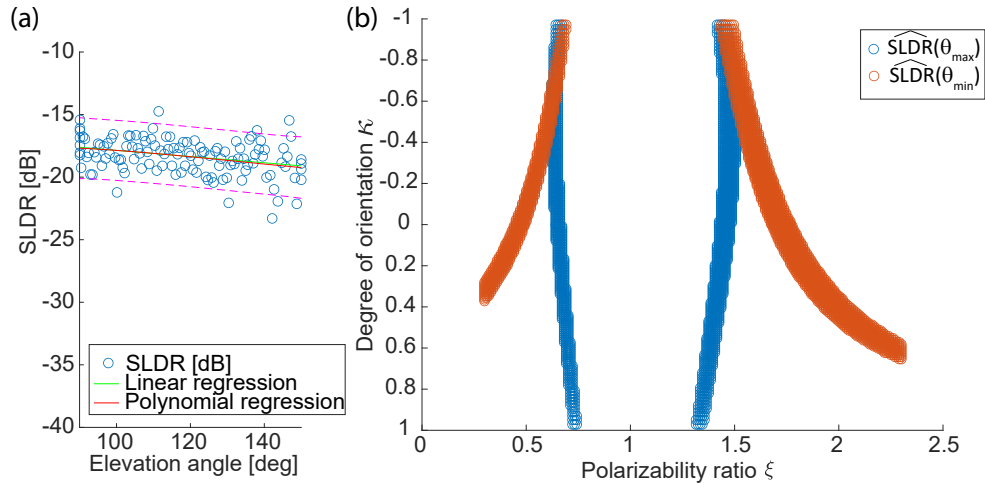 (a)
-10
-15
-20
-25
-30
-35
-40
SLDR [dB]
SLDR [dB]
Linear regression
Polynomial regression
100
120
140
Elevation angle [deg]
(b)
-1
-0.8
-0.6
-0.4
-0.2
0
0.2
0.4
0.6
0.8
1
Degree of orientation κ
0
0.5
1
1.5
2
2.5
Polarizability ratio ξ
SLDR̂(θmax)
SLDR̂(θmin)